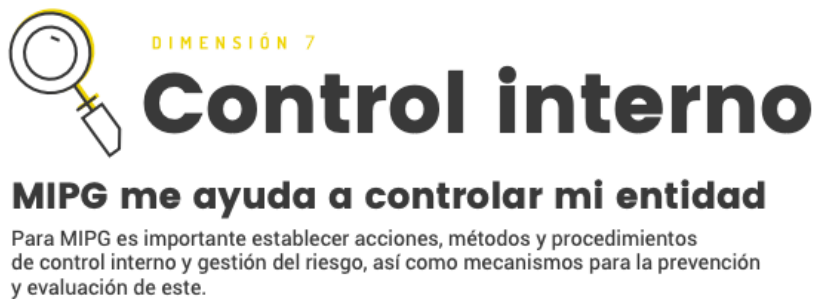 DIMENSIÓN 7
Control interno
MIPG me ayuda a controlar mi entidad
Para MIPG es importante establecer acciones, métodos y procedimientos
de control interno y gestión del riesgo, así como mecanismos para la prevención
y evaluación de este.